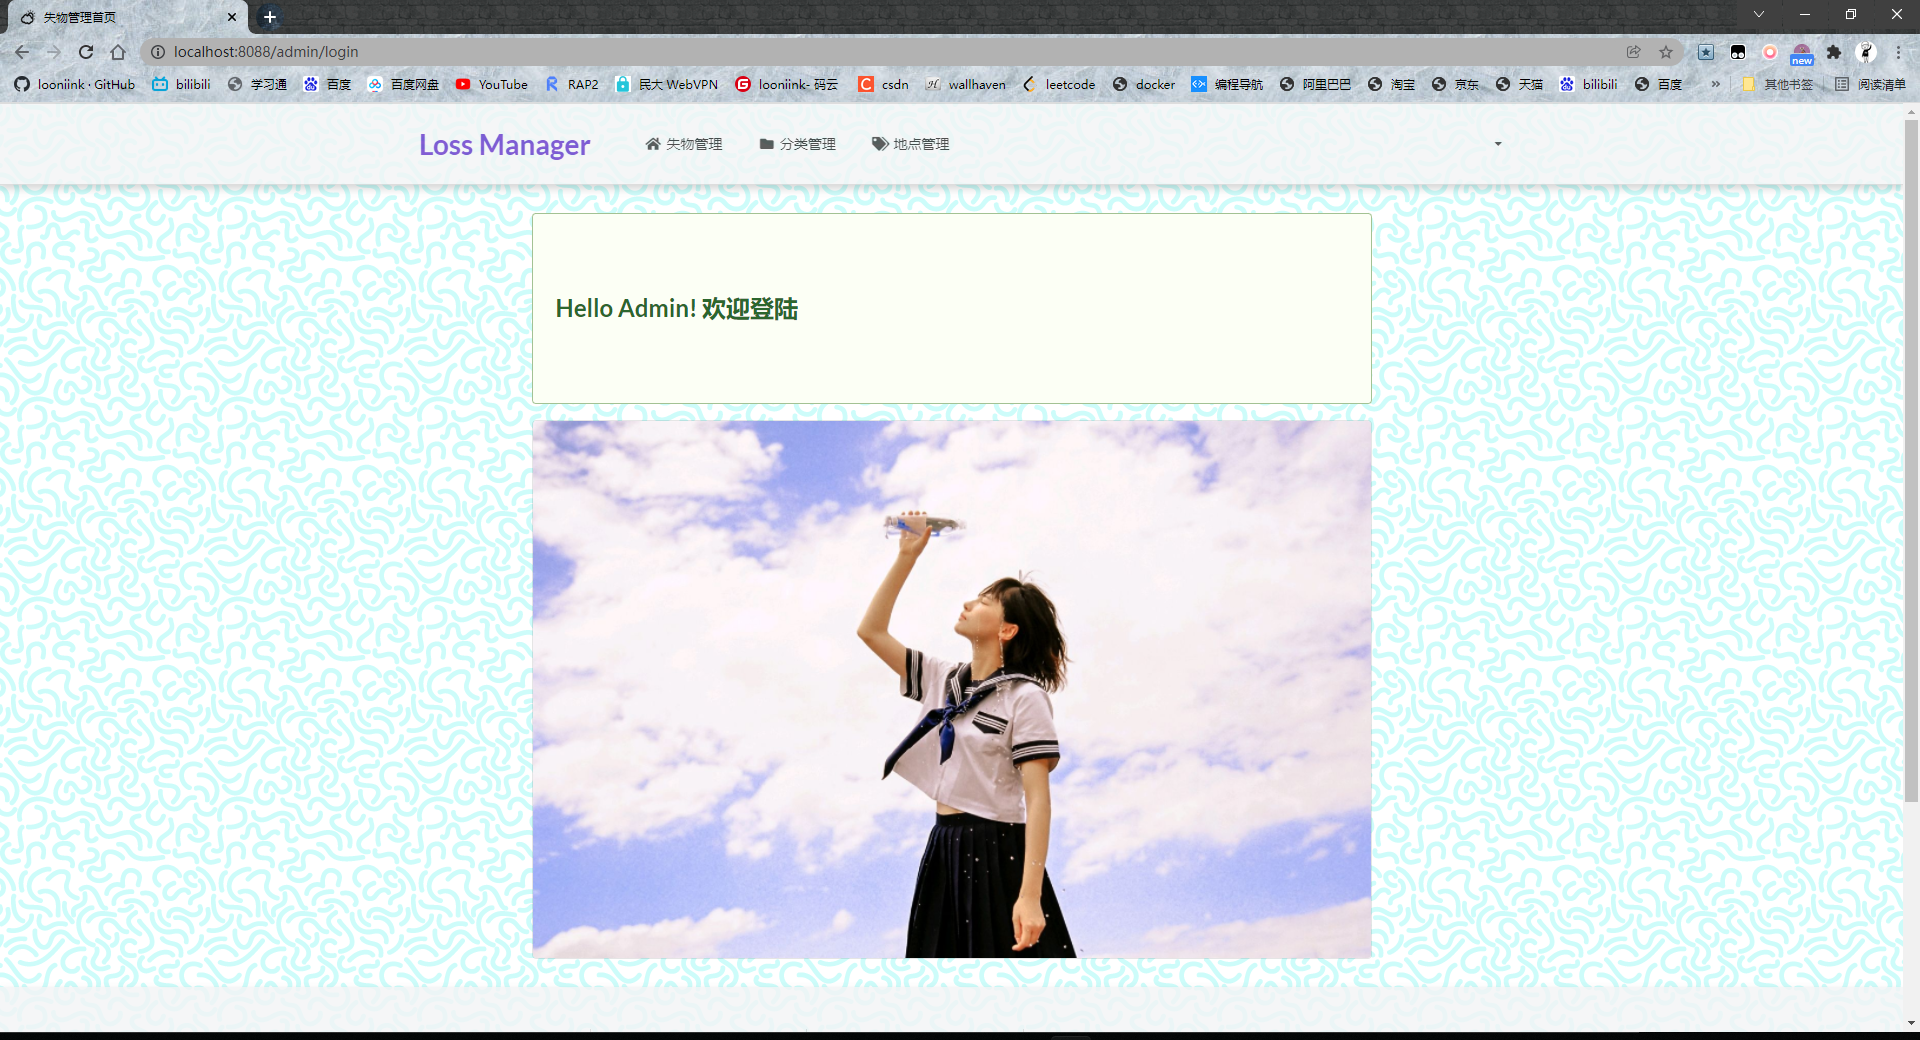 失物管理首页
localhost:8088/admin/login
looniink · GitHub bilibili 学习通 百度 百度网盘 YouTube RAP2 民大 WebVPN looniink- 码云 csdn wallhaven leetcode docker 编程导航 阿里巴巴 淘宝 京东 天猫 bilibili 百度 » 其他书签 阅读清单
new
Loss Manager 失物管理 分类管理 地点管理
Hello Admin! 欢迎登陆